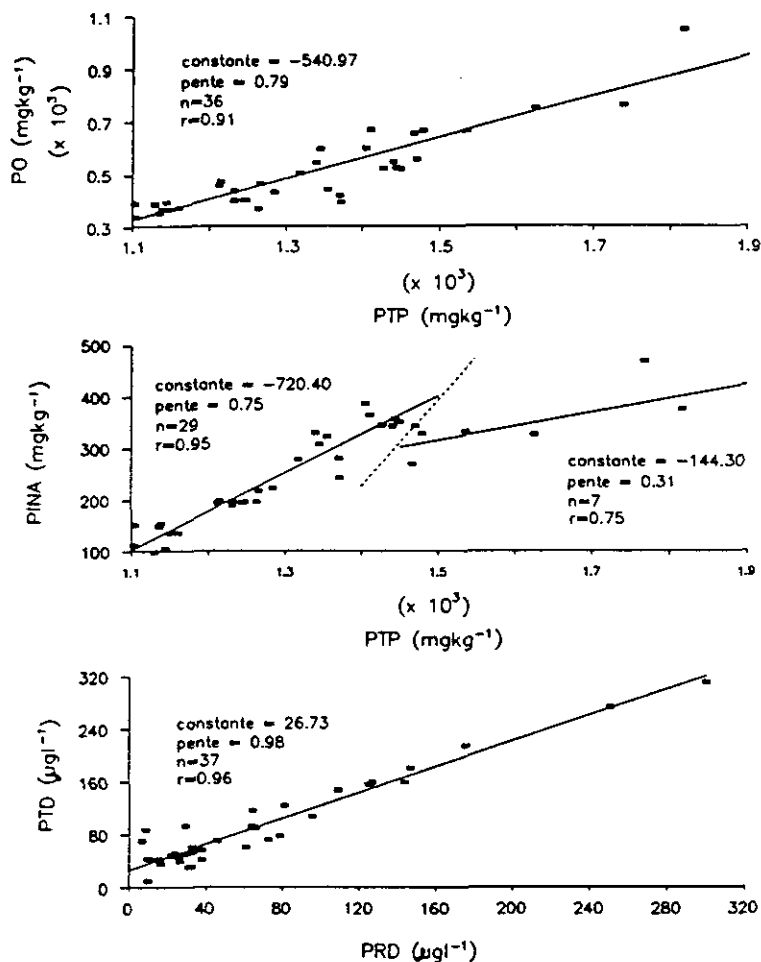 PO (mgkg⁻¹)
(x 10³)
1.1
0.9
0.7
0.5
0.3
constante = -540.97
pente = 0.79
n=36
r=0.91
1.1 1.3 1.5 1.7 1.9
(x 10³)
PTP (mgkg⁻¹)
PINA (mgkg⁻¹)
500
400
300
200
100
constante = -720.40
pente = 0.75
n=29
r=0.95
constante = -144.30
pente = 0.31
n=7
r=0.75
1.1 1.3 1.5 1.7 1.9
(x 10³)
PTP (mgkg⁻¹)
PTD (µgl⁻¹)
320
240
160
80
0
constante = 26.73
pente = 0.98
n=37
r=0.96
0 40 80 120 160 200 240 280 320
PRD (µgl⁻¹)